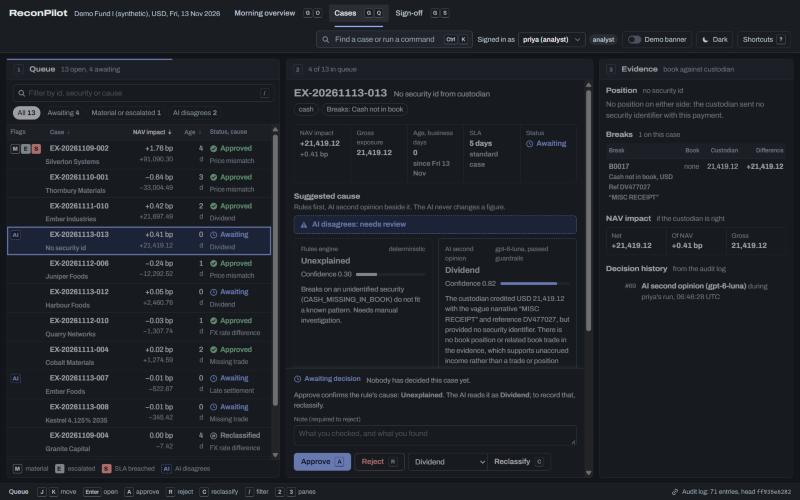 ReconPilot Demo Fund I (synthetic), USD, Fri, 13 Nov 2026 Morning overview G O Cases G Q Sign-off G S
Find a case or run a command Ctrl K Signed in as priya (analyst) analyst Demo banner Dark Shortcuts ?
1 Queue 13 open, 4 awaiting
Filter by id, security or cause /
All 13 Awaiting 4 Material or escalated 1 AI disagrees 2
Flags Case NAV impact ↓ Age Status, cause
M E S EX-20261109-002 +1.76 bp 4 Approved
Silverton Systems +91,090.30 d Price mismatch
EX-20261110-001 −0.64 bp 3 Approved
Thornbury Materials −33,004.49 d Price mismatch
EX-20261111-010 +0.42 bp 2 Approved
Ember Industries +21,697.49 d Dividend
AI EX-20261113-013 +0.41 bp 0 Awaiting
No security id +21,419.12 d Dividend
EX-20261112-006 −0.24 bp 1 Approved
Juniper Foods −12,292.52 d Price mismatch
EX-20261113-012 +0.05 bp 0 Awaiting
Harbour Foods +2,460.76 d Dividend
EX-20261112-010 −0.03 bp 1 Approved
Quarry Networks −1,307.74 d FX rate difference
EX-20261111-004 +0.02 bp 2 Approved
Cobalt Materials +1,274.59 d Missing trade
AI EX-20261113-007 −0.01 bp 0 Awaiting
Ember Foods −522.67 d Late settlement
EX-20261113-008 −0.01 bp 0 Awaiting
Kestrel 4.125% 2035 −346.42 d Missing trade
EX-20261109-004 0.00 bp 4 Reclassified
Granite Capital −7.42 d FX rate difference
M material E escalated S SLA breached AI AI disagrees
2 4 of 13 in queue
EX-20261113-013 No security id from custodian
cash Breaks: Cash not in book
NAV impact
+21,419.12
+0.41 bp
Gross exposure
21,419.12
Age, business days
0
since Fri 13 Nov
SLA
5 days
standard case
Status
Awaiting
Suggested cause
Rules first, AI second opinion beside it. The AI never changes a figure.
AI disagrees: needs review
Rules engine deterministic
Unexplained
Confidence 0.30
Breaks on an unidentified security
(CASH_MISSING_IN_BOOK) do not fit
a known pattern. Needs manual
investigation.
AI second opinion gpt-6-luna, passed guardrails
Dividend
Confidence 0.82
The custodian credited USD 21,419.12
with the vague narrative "MISC
RECEIPT" and reference DV477027, but
provided no security identifier. There is
no book position or related book trade in
the evidence, which supports unaccrued
income rather than a trade or position
Awaiting decision Nobody has decided this case yet.
Approve confirms the rule's cause: Unexplained. The AI reads it as Dividend; to record that,
reclassify.
Note (required to reject)
What you checked, and what you found
Approve A Reject R Dividend Reclassify C
3 Evidence book against custodian
Position no security id
No position on either side: the custodian sent no
security identifier with this payment.
Breaks 1 on this case
Break Book Custodian Difference
B0017 none 21,419.12 +21,419.12
Cash not in book, USD
Ref DV477027
"MISC RECEIPT"
NAV impact if the custodian is right
Net Of NAV Gross
+21,419.12 +0.41 bp 21,419.12
Decision history from the audit log
#69 AI second opinion (gpt-6-luna) during
priya's run, 06:46:28 UTC
Queue J K move Enter open A approve R reject C reclassify / filter 2 3 panes Audit log: 71 entries, head ff935e6282